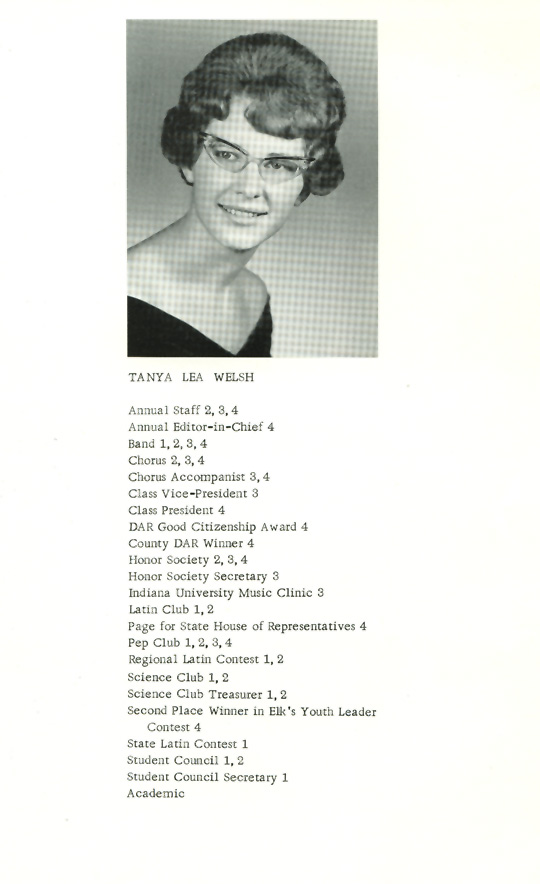 TANYA LEA WELSH
Annual Staff 2, 3, 4
Annual Editor-in-Chief 4
Band 1, 2, 3, 4
Chorus 2, 3, 4
Chorus Accompanist 3, 4
Class Vice-President 3
Class President 4
DAR Good Citizenship Award 4
County DAR Winner 4
Honor Society 2, 3, 4
Honor Society Secretary 3
Indiana University Music Clinic 3
Latin Club 1, 2
Page for State House of Representatives 4
Pep Club 1, 2, 3, 4
Regional Latin Contest 1, 2
Science Club 1, 2
Science Club Treasurer 1, 2
Second Place Winner in Elk's Youth Leader
Contest 4
State Latin Contest 1
Student Council 1, 2
Student Council Secretary 1
Academic